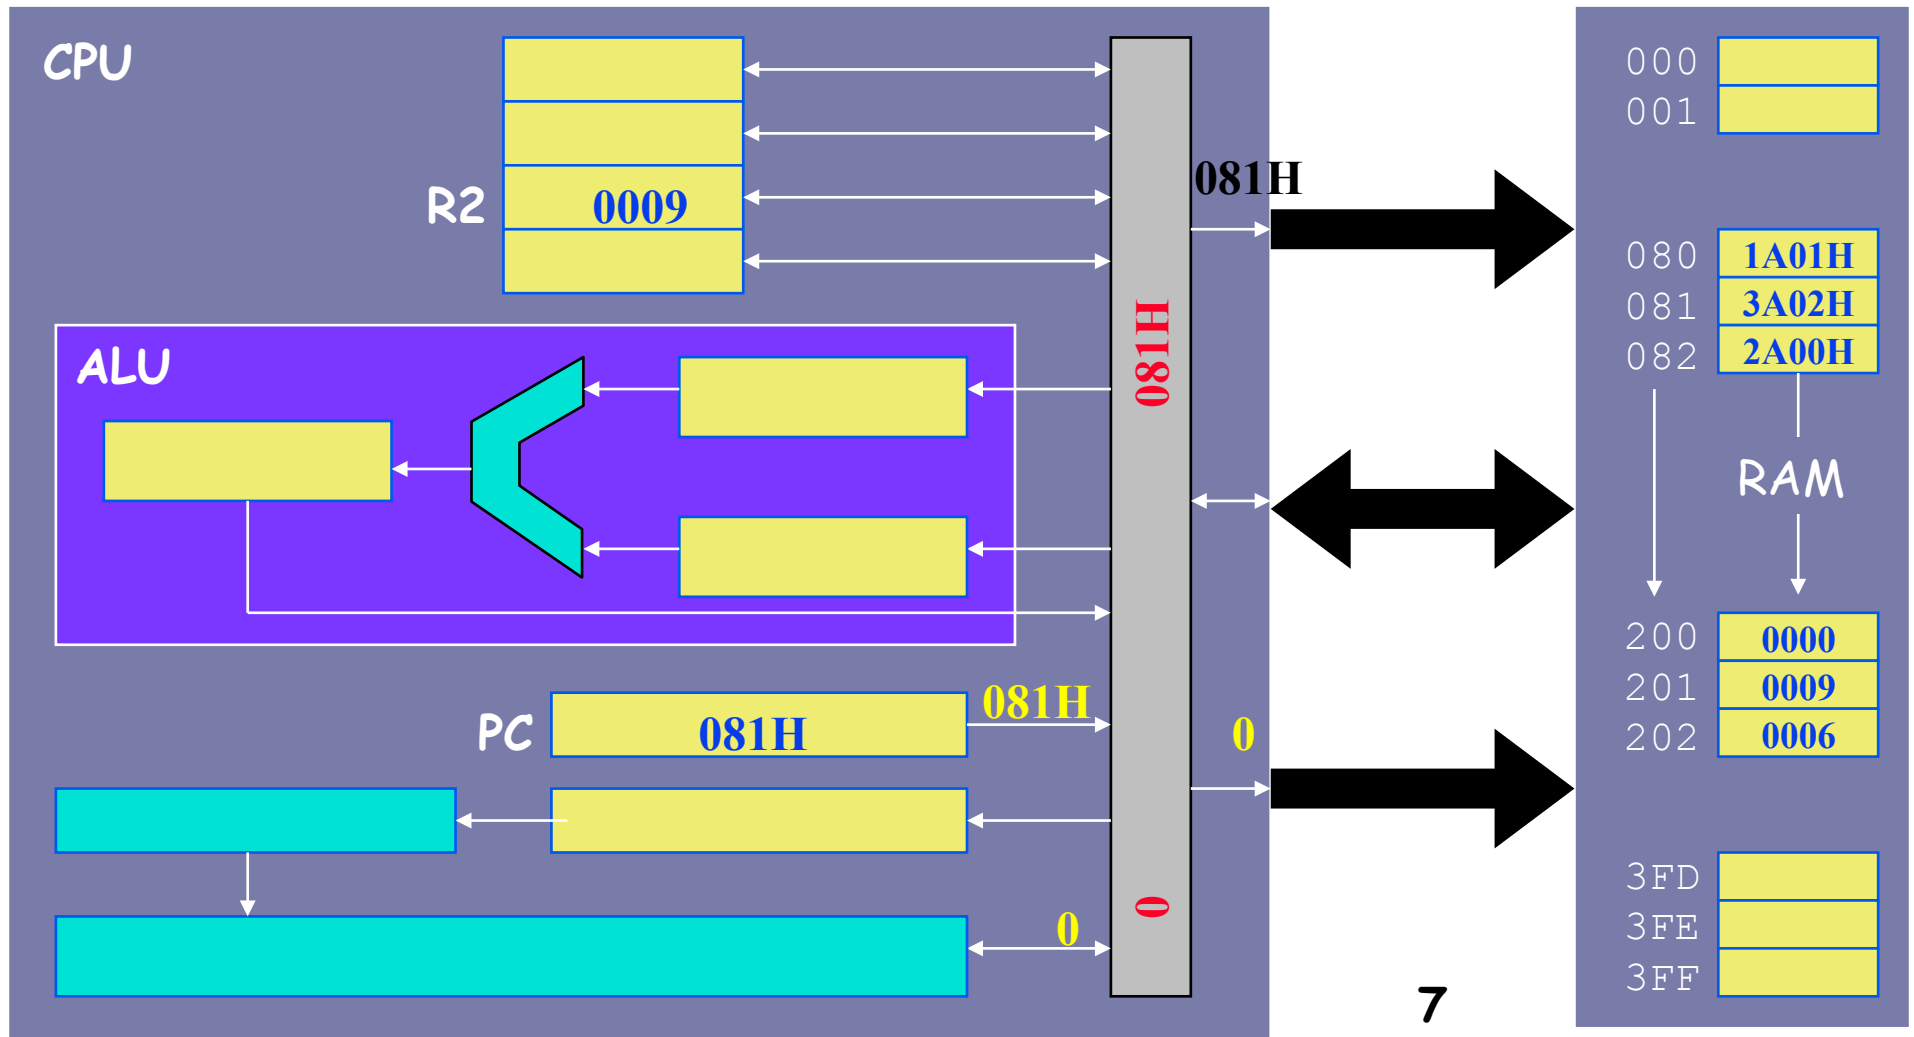 CPU
R2
0009
ALU
PC
081H
081H
0
081H
0
081H
0
000
001
080 1A01H
081 3A02H
082 2A00H
RAM
200 0000
201 0009
202 0006
3FD
3FE
3FF
7